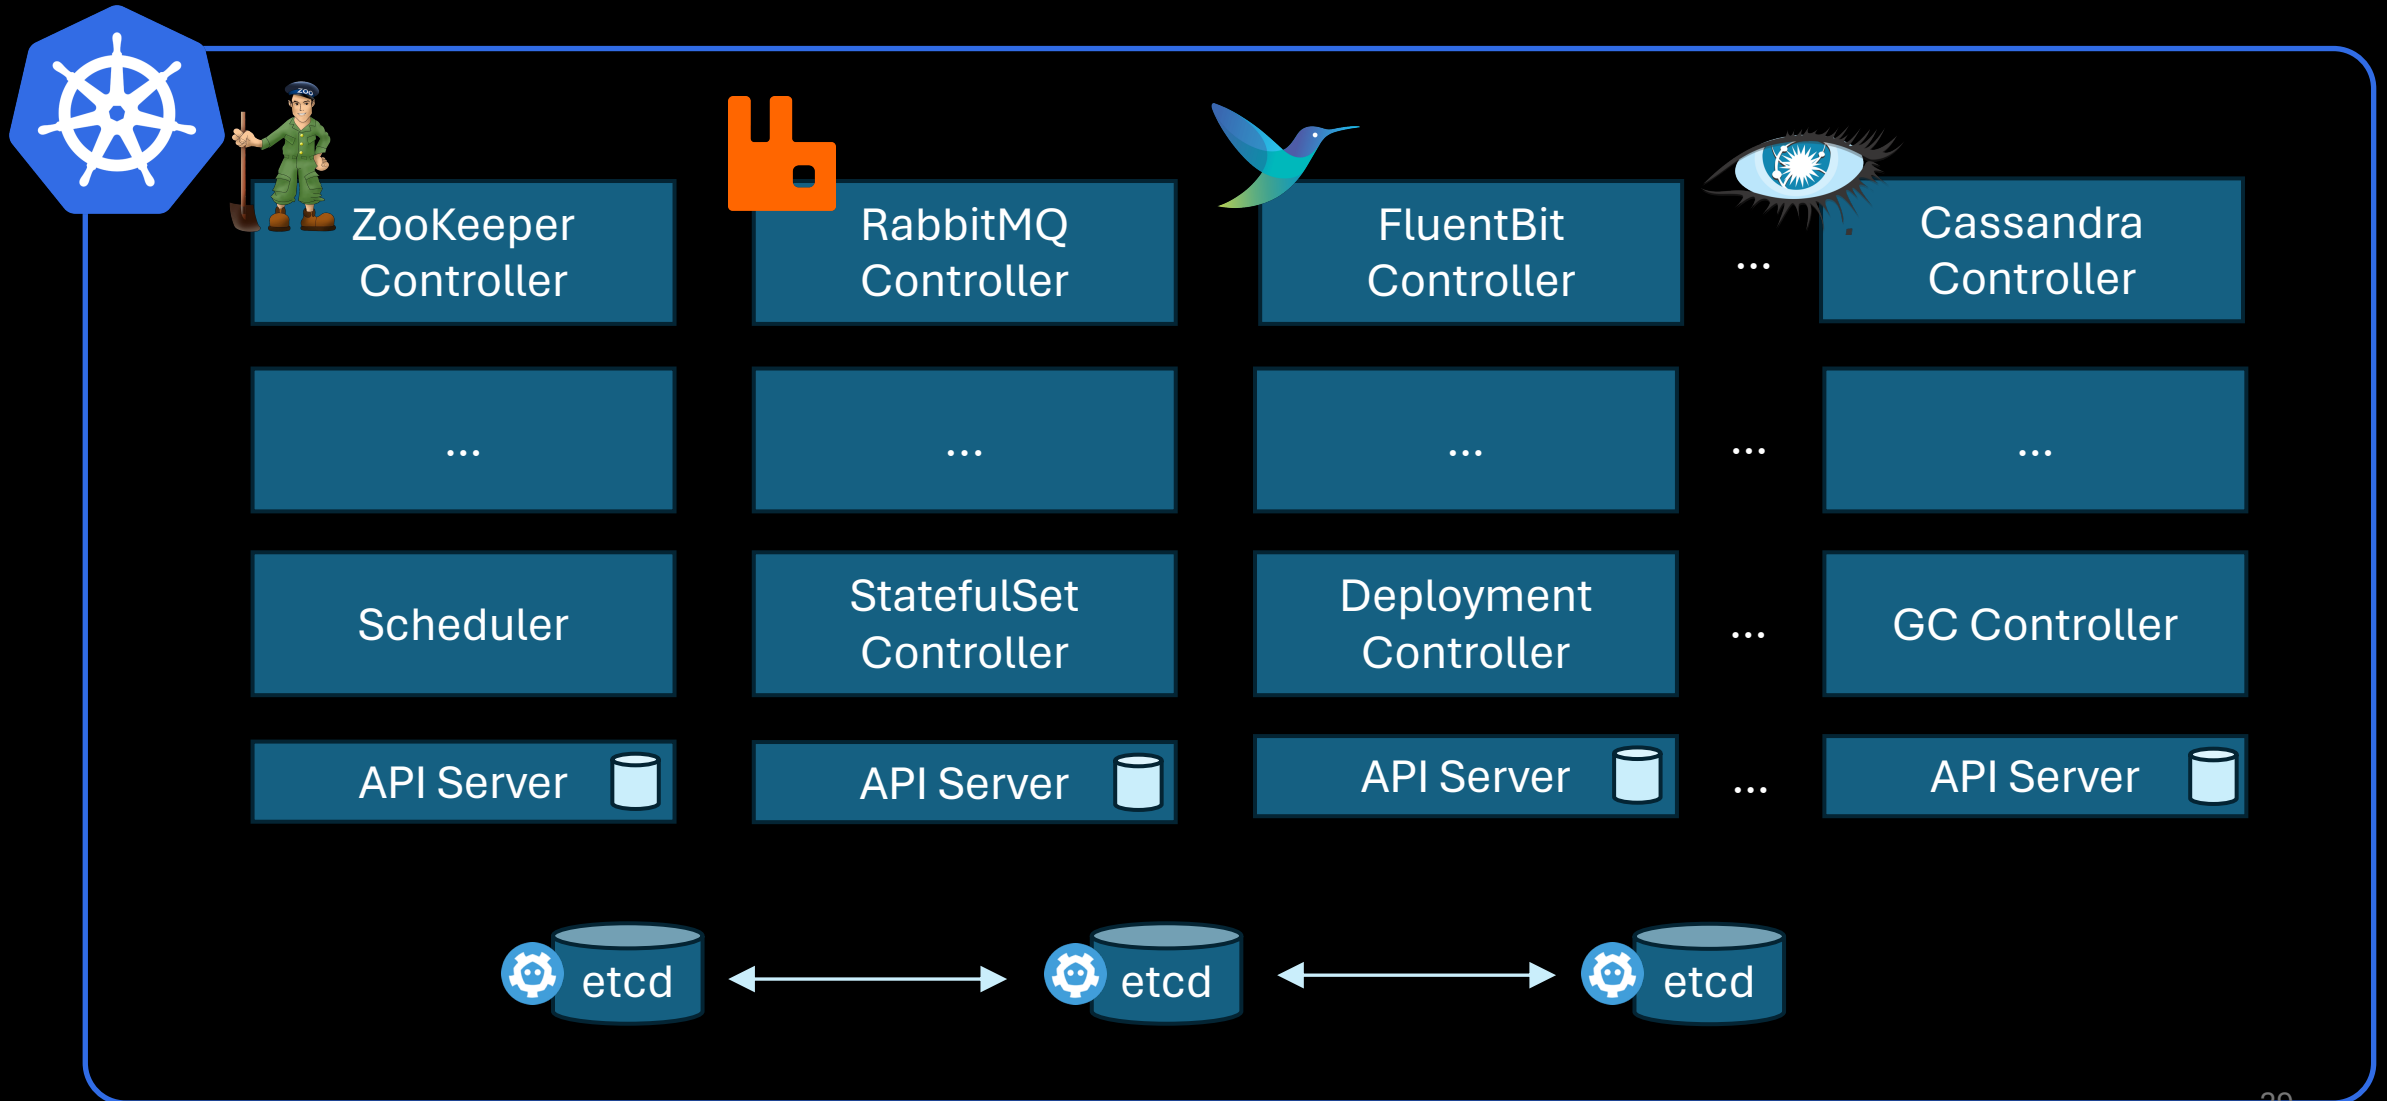 ZOO
ZooKeeper
Controller
RabbitMQ
Controller
FluentBit
Controller
...
Cassandra
Controller
...
...
...
...
...
Scheduler
StatefulSet
Controller
Deployment
Controller
...
GC Controller
API Server
API Server
API Server
...
API Server
etcd
etcd
etcd